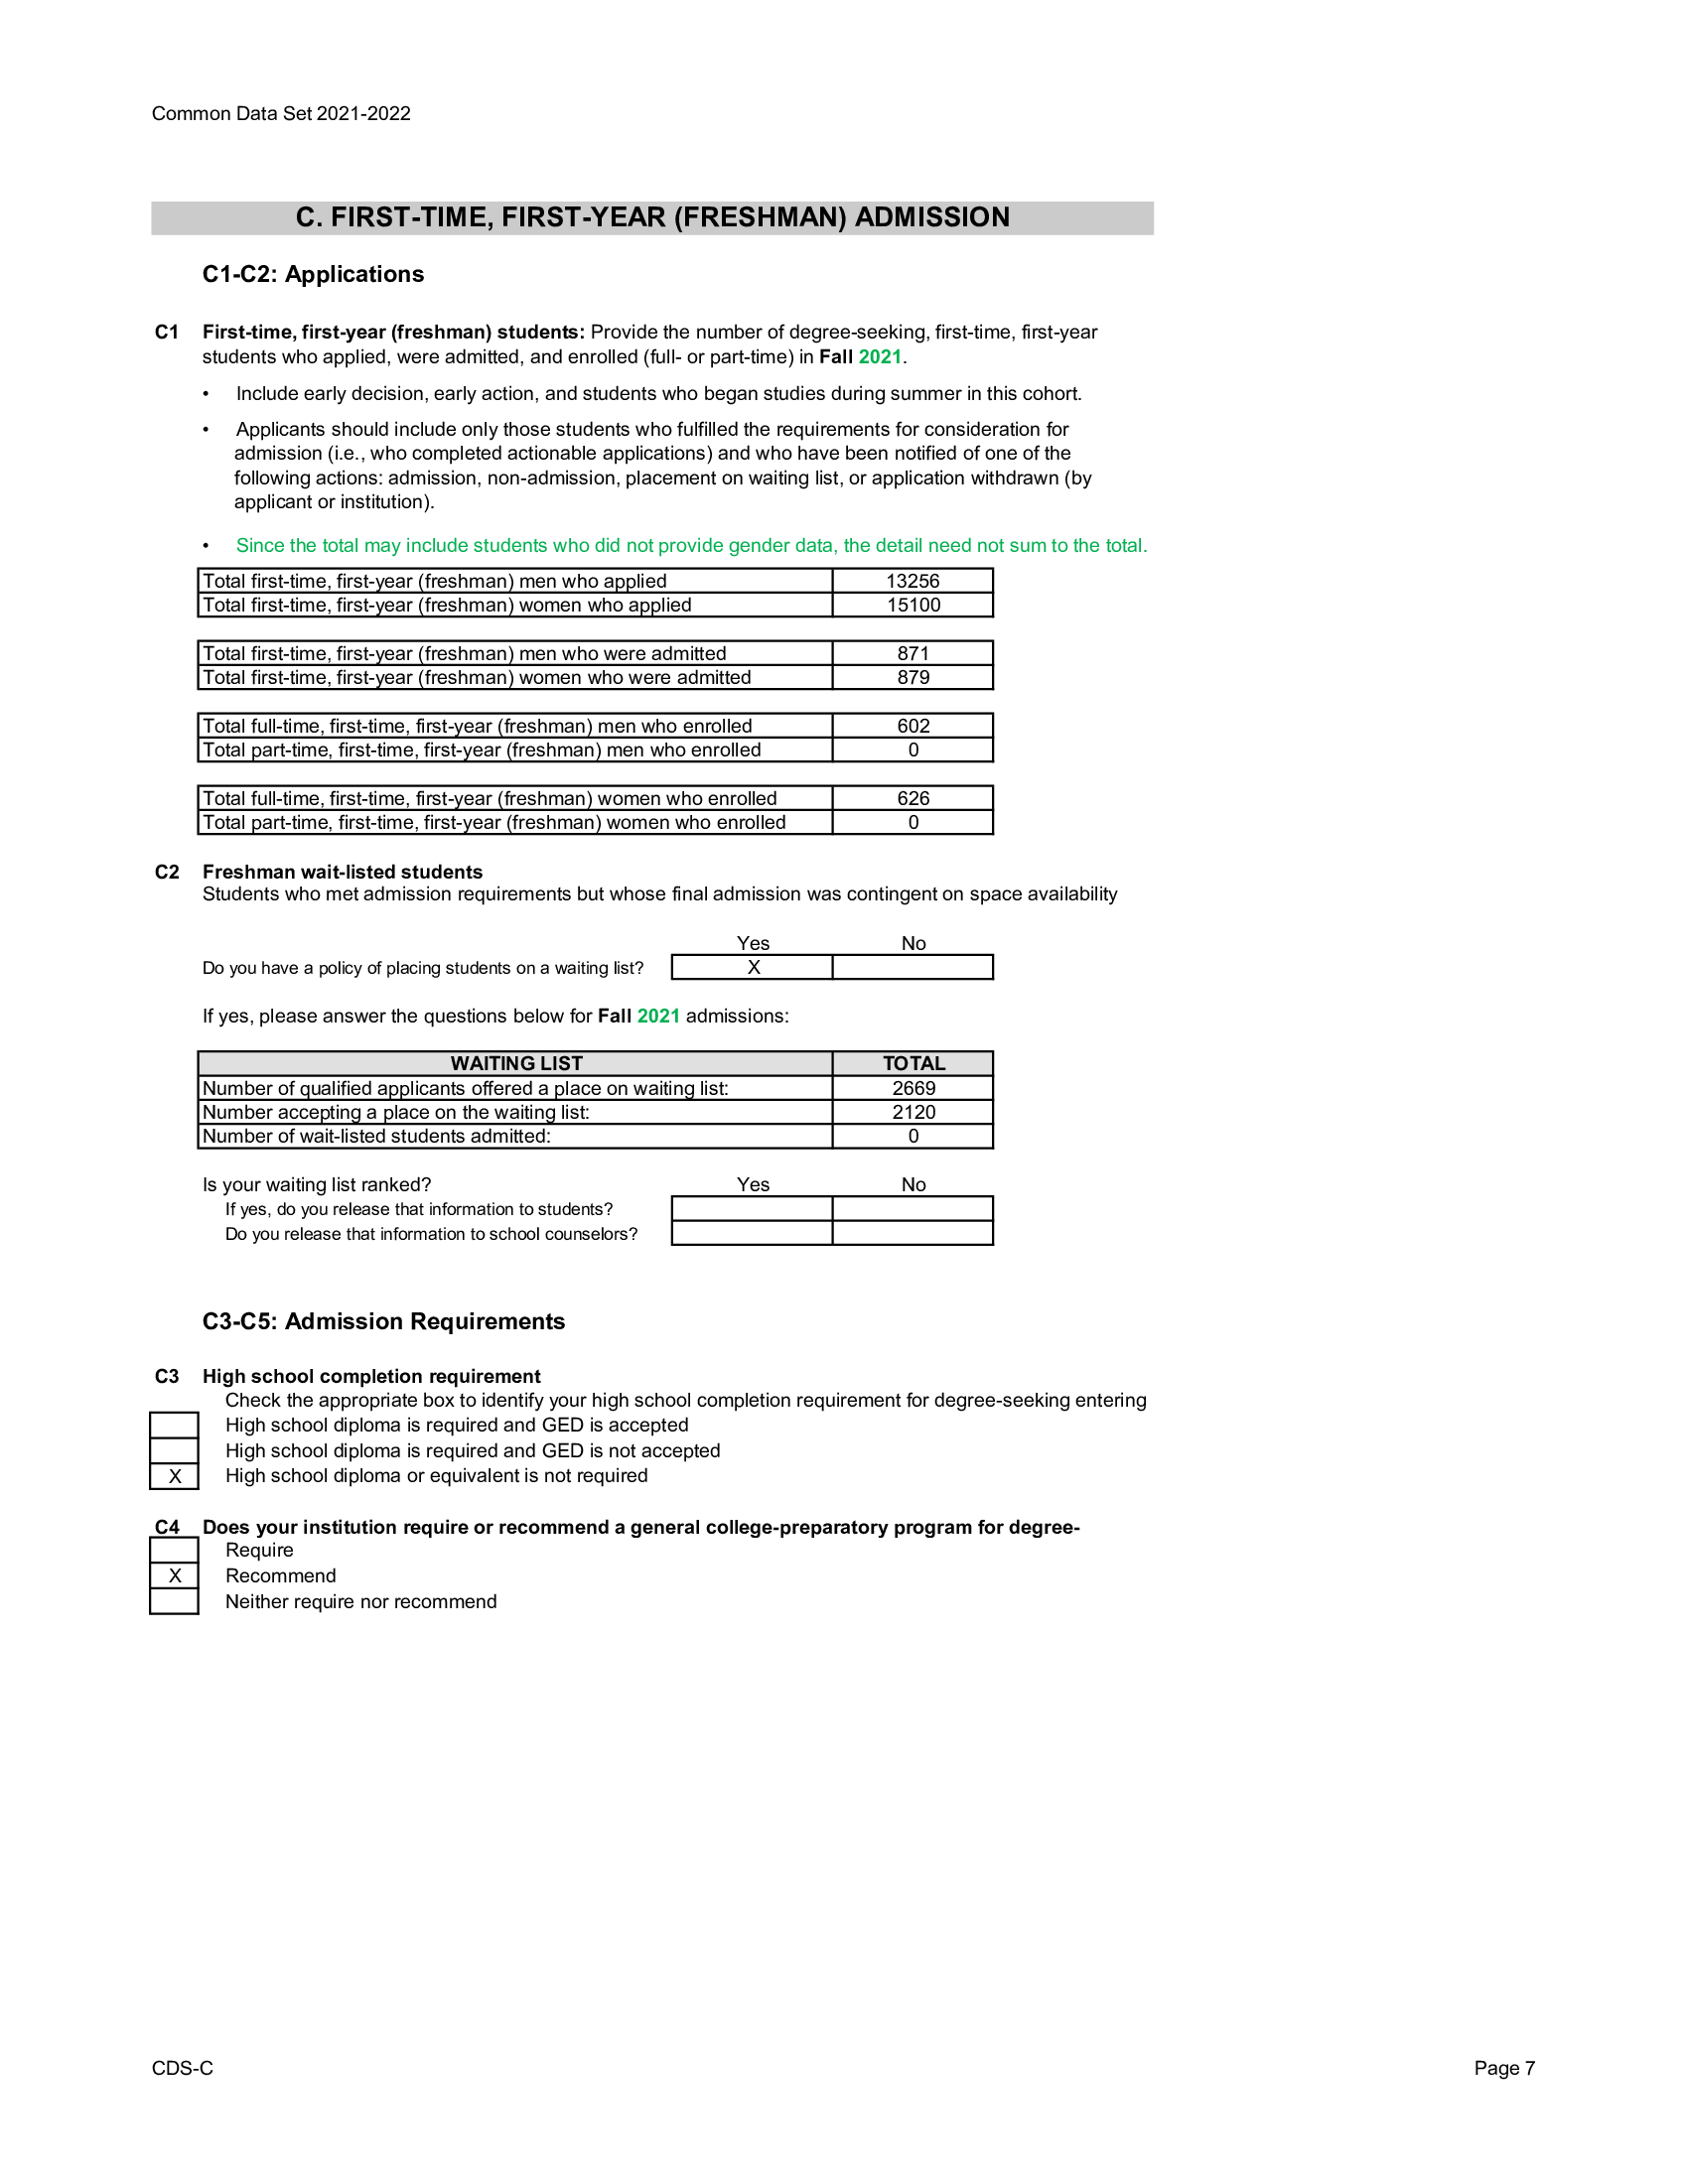 Common Data Set 2021-2022
C. FIRST-TIME, FIRST-YEAR (FRESHMAN) ADMISSION
C1-C2: Applications
C1 First-time, first-year (freshman) students: Provide the number of degree-seeking, first-time, first-year
students who applied, were admitted, and enrolled (full- or part-time) in Fall 2021.
• Include early decision, early action, and students who began studies during summer in this cohort.
• Applicants should include only those students who fulfilled the requirements for consideration for
admission (i.e., who completed actionable applications) and who have been notified of one of the
following actions: admission, non-admission, placement on waiting list, or application withdrawn (by
applicant or institution).
• Since the total may include students who did not provide gender data, the detail need not sum to the total.
Total first-time, first-year (freshman) men who applied 13256
Total first-time, first-year (freshman) women who applied 15100
Total first-time, first-year (freshman) men who were admitted 871
Total first-time, first-year (freshman) women who were admitted 879
Total full-time, first-time, first-year (freshman) men who enrolled 602
Total part-time, first-time, first-year (freshman) men who enrolled 0
Total full-time, first-time, first-year (freshman) women who enrolled 626
Total part-time, first-time, first-year (freshman) women who enrolled 0
C2 Freshman wait-listed students
Students who met admission requirements but whose final admission was contingent on space availability
Yes No
Do you have a policy of placing students on a waiting list? X
If yes, please answer the questions below for Fall 2021 admissions:
WAITING LIST TOTAL
Number of qualified applicants offered a place on waiting list: 2669
Number accepting a place on the waiting list: 2120
Number of wait-listed students admitted: 0
Is your waiting list ranked? Yes No
If yes, do you release that information to students?
Do you release that information to school counselors?
C3-C5: Admission Requirements
C3 High school completion requirement
Check the appropriate box to identify your high school completion requirement for degree-seeking entering
High school diploma is required and GED is accepted
High school diploma is required and GED is not accepted
X High school diploma or equivalent is not required
C4 Does your institution require or recommend a general college-preparatory program for degree-
Require
X Recommend
Neither require nor recommend
CDS-C Page 7